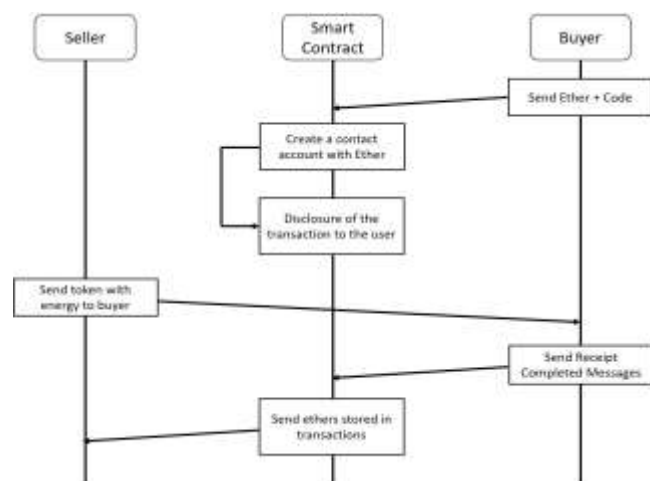 Seller
Smart
Contract
Buyer
Send Ether + Code
Create a contact
account with Ether
Disclosure of the
transaction to the user
Send token with
energy to buyer
Send Receipt
Completed Messages
Send ethers stored in
transactions